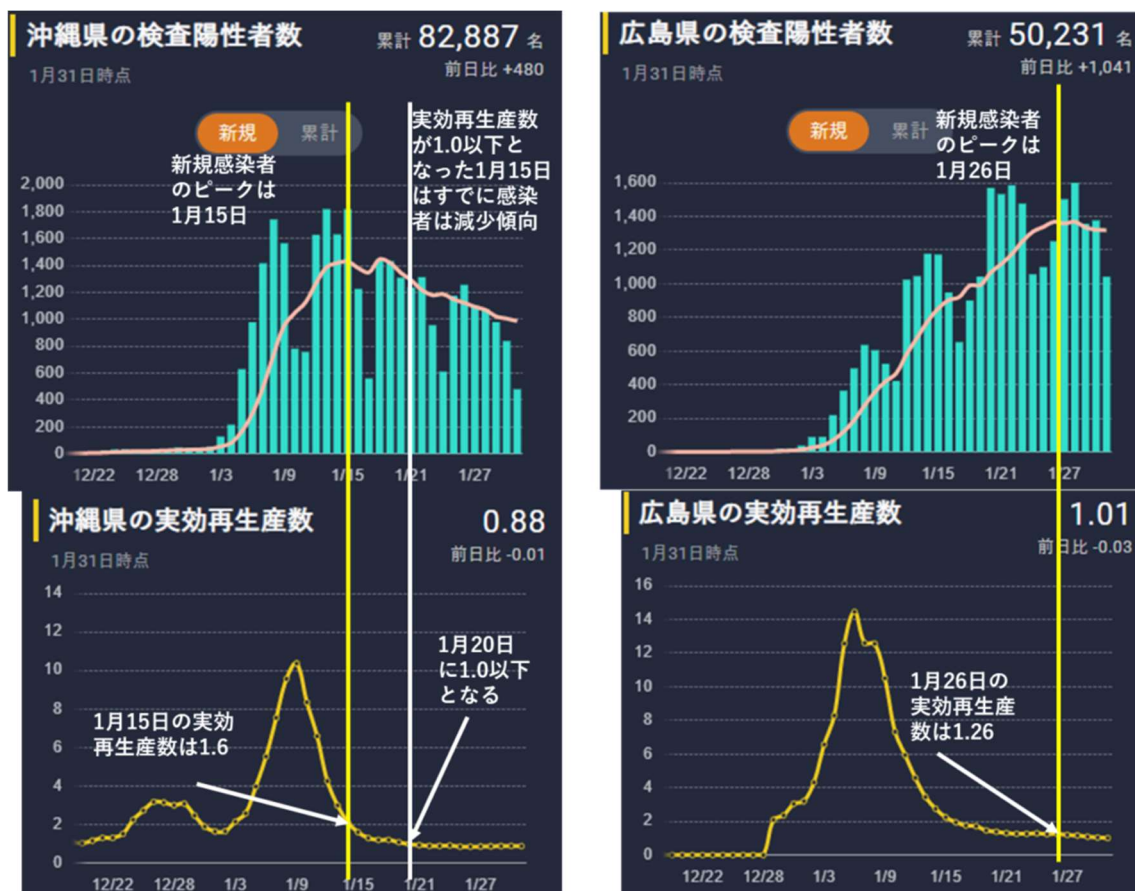 沖縄県の検査陽性者数
累計 82,887 名
1月31日時点
前日比 +480
新規 累計
新規感染者
のピークは
1月15日
実効再生産数
が1.0以下と
なった1月15日
はすでに感染
者は減少傾向
2,000
1,800
1,600
1,400
1,200
1,000
800
600
400
200
0
12/22 12/28 1/3 1/9 1/15 1/21 1/27
広島県の検査陽性者数
累計 50,231 名
1月31日時点
前日比 +1,041
新規 累計
新規感染者
のピークは
1月26日
1,600
1,400
1,200
1,000
800
600
400
200
0
12/22 12/28 1/3 1/9 1/15 1/21 1/27
沖縄県の実効再生産数
0.88
1月31日時点
前日比 -0.01
14
12
10
8
6
4
2
0
1月15日の実効
再生産数は1.6
1月20日
に1.0以下
となる
12/22 12/28 1/3 1/9 1/15 1/21 1/27
広島県の実効再生産数
1.01
1月31日時点
前日比 -0.03
16
14
12
10
8
6
4
2
0
1月26日の
実効再生産
数は1.26
12/22 12/28 1/3 1/9 1/15 1/21 1/27